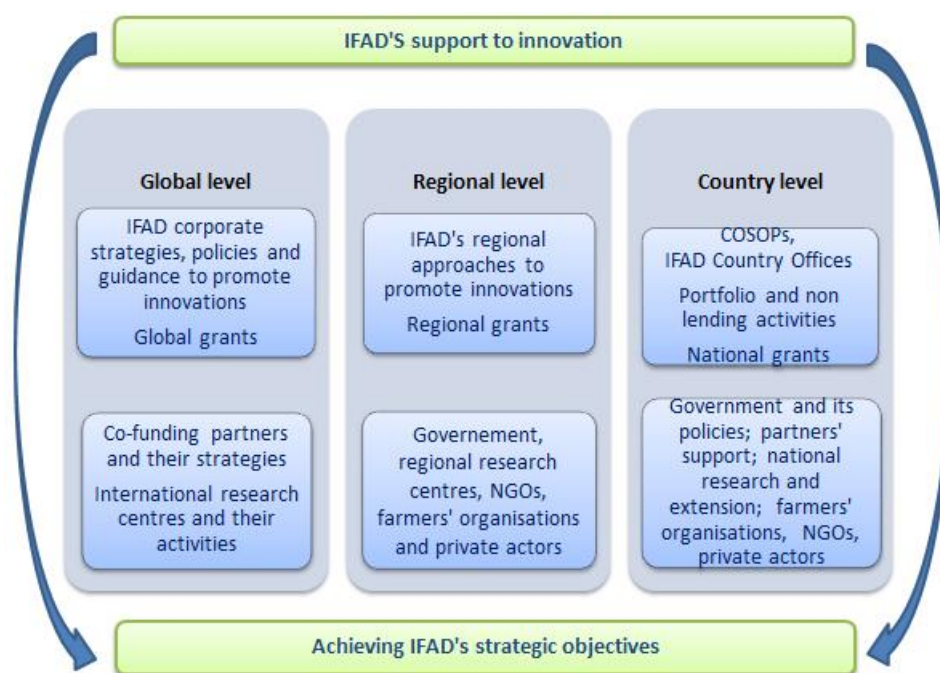 IFAD'S support to innovation
Global level
IFAD corporate
strategies, policies and
guidance to promote
innovations
Global grants
Co-funding partners
and their strategies
International research
centres and their
activities
Regional level
IFAD's regional
approaches to
promote innovations
Regional grants
Governement,
regional research
centres, NGOs,
farmers' organisations
and private actors
Country level
COSOPs,
IFAD Country Offices
Portfolio and non
lending activities
National grants
Government and its
policies; partners'
support; national
research and
extension; farmers'
organisations, NGOs,
private actors
Achieving IFAD's strategic objectives